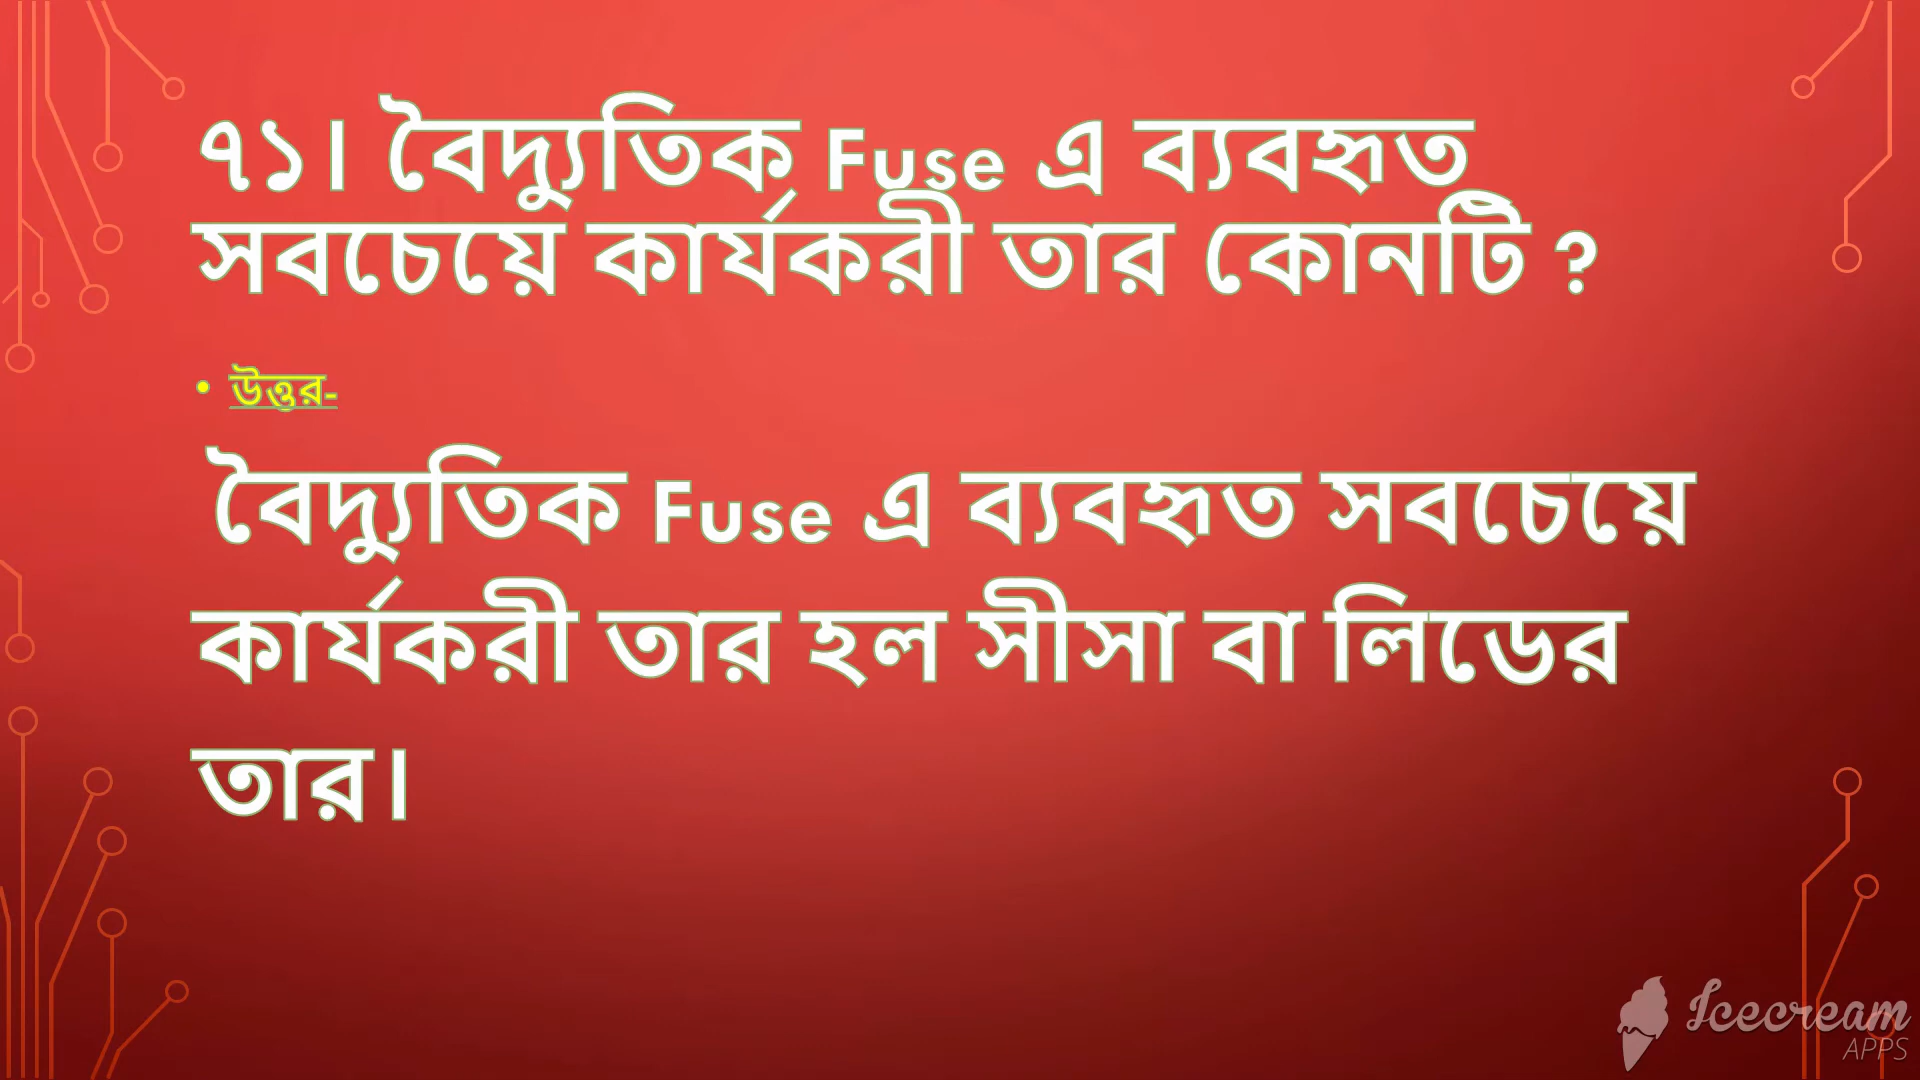 ৭১। বৈদ্যুতিক Fuse এ ব্যবহৃত
সবচেয়ে কার্যকরী তার কোনটি ?
• উত্তর-
বৈদ্যুতিক Fuse এ ব্যবহৃত সবচেয়ে
কার্যকরী তার হল সীসা বা লিডের
তার।
Icecream
APPS